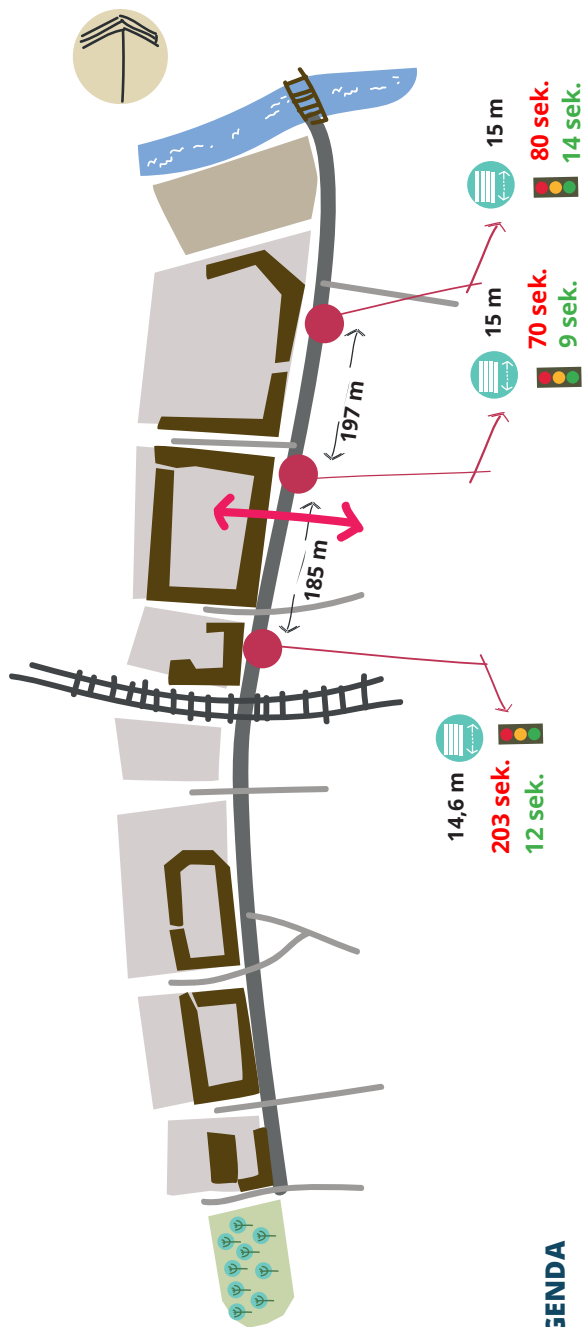 14,6 m
203 sek.
12 sek.
185 m
197 m
15 m
70 sek.
9 sek.
15 m
80 sek.
14 sek.
GENDA